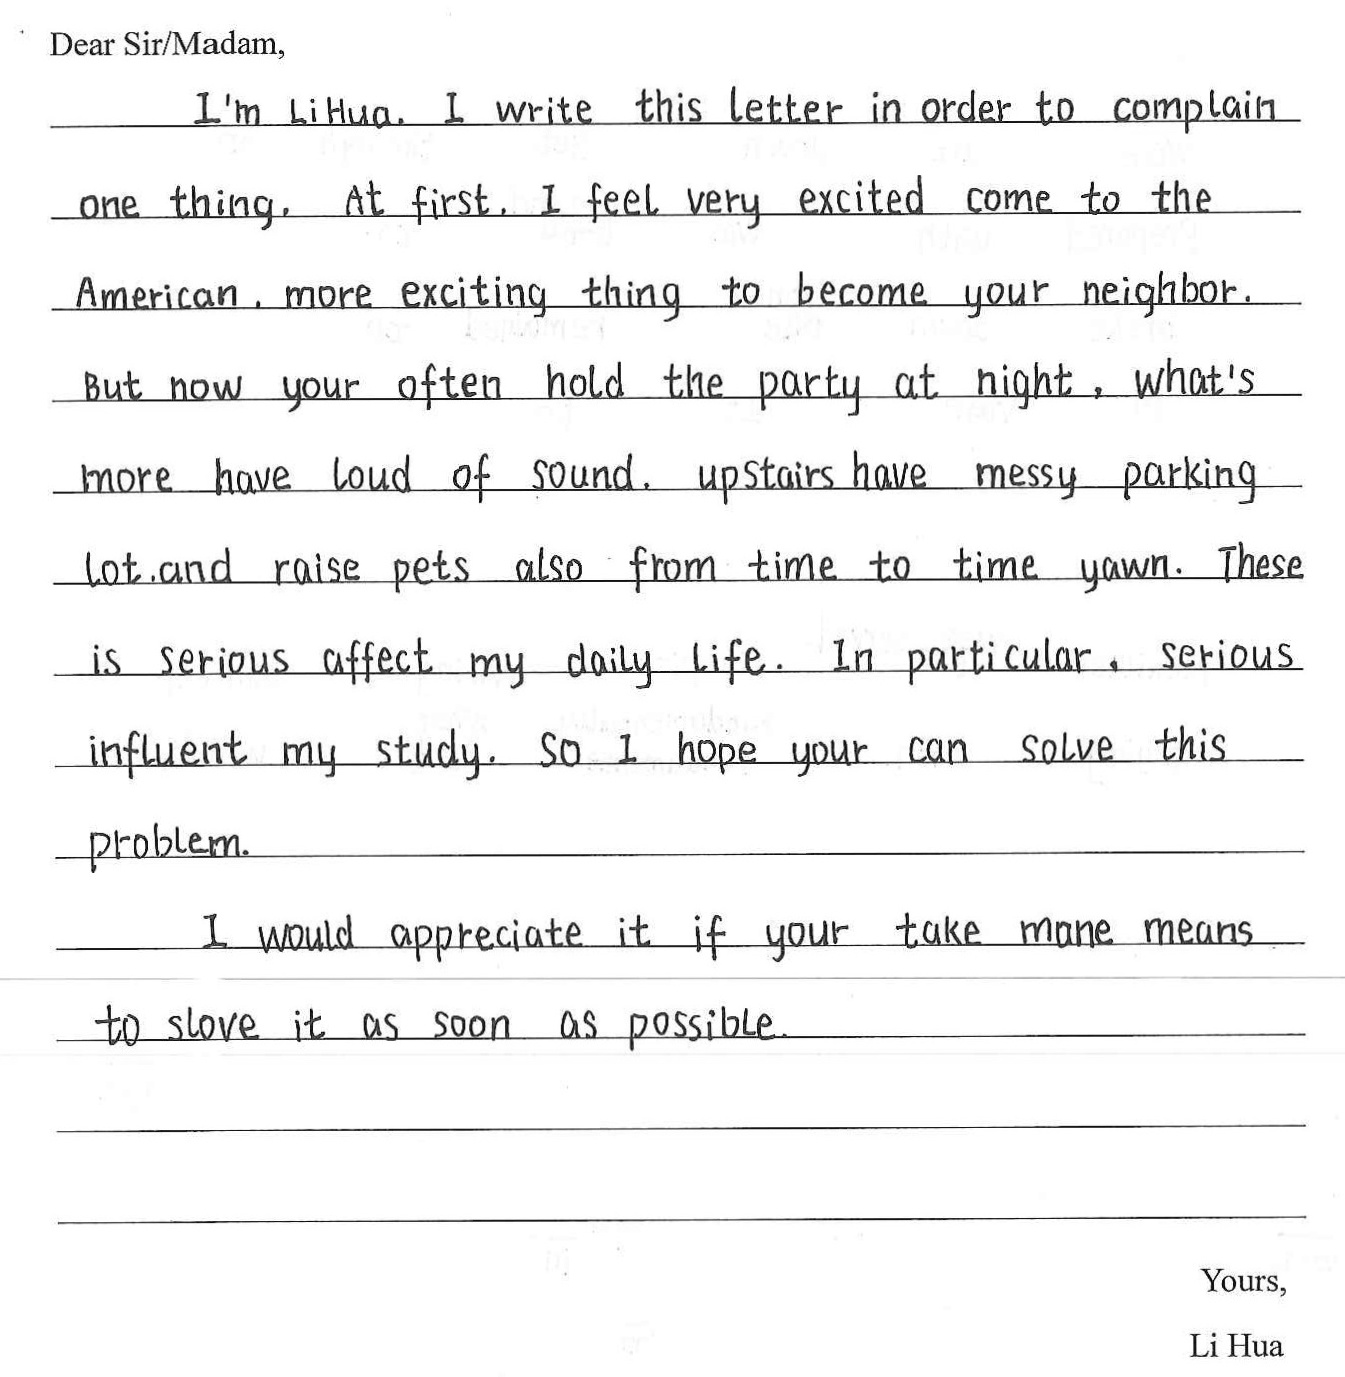 Dear Sir/Madam,
I'm Li Hua. I write this letter in order to complain
one thing. At first. I feel very excited come to the
American. more exciting thing to become your neighbor.
But now your often hold the party at night, what's
more have loud of sound. upstairs have messy parking
lot.and raise pets also from time to time yawn. These
is serious affect my daily life. In particular, serious
influent my study. So I hope your can solve this
problem.
I would appreciate it if your take mane means
to slove it as soon as possible.
Yours,
Li Hua